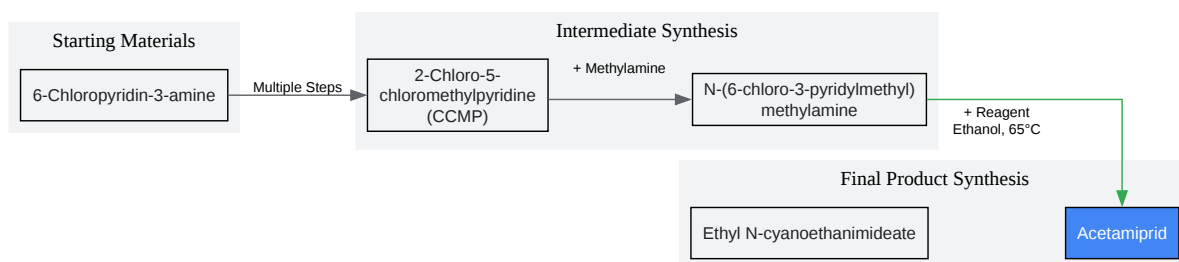 Starting Materials
6-Chloropyridin-3-amine
Multiple Steps
Intermediate Synthesis
2-Chloro-5-
chloromethylpyridine
(CCMP)
+ Methylamine
N-(6-chloro-3-pyridylmethyl)
methylamine
+ Reagent
Ethanol, 65°C
Final Product Synthesis
Ethyl N-cyanoethanimideate
Acetamiprid